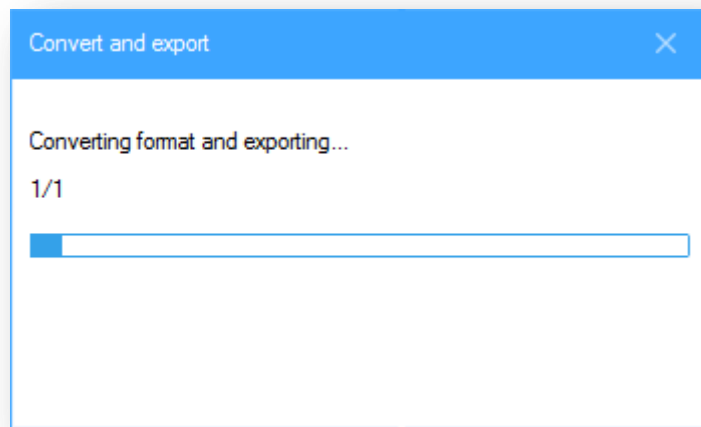 Convert and export
Converting format and exporting...
1/1